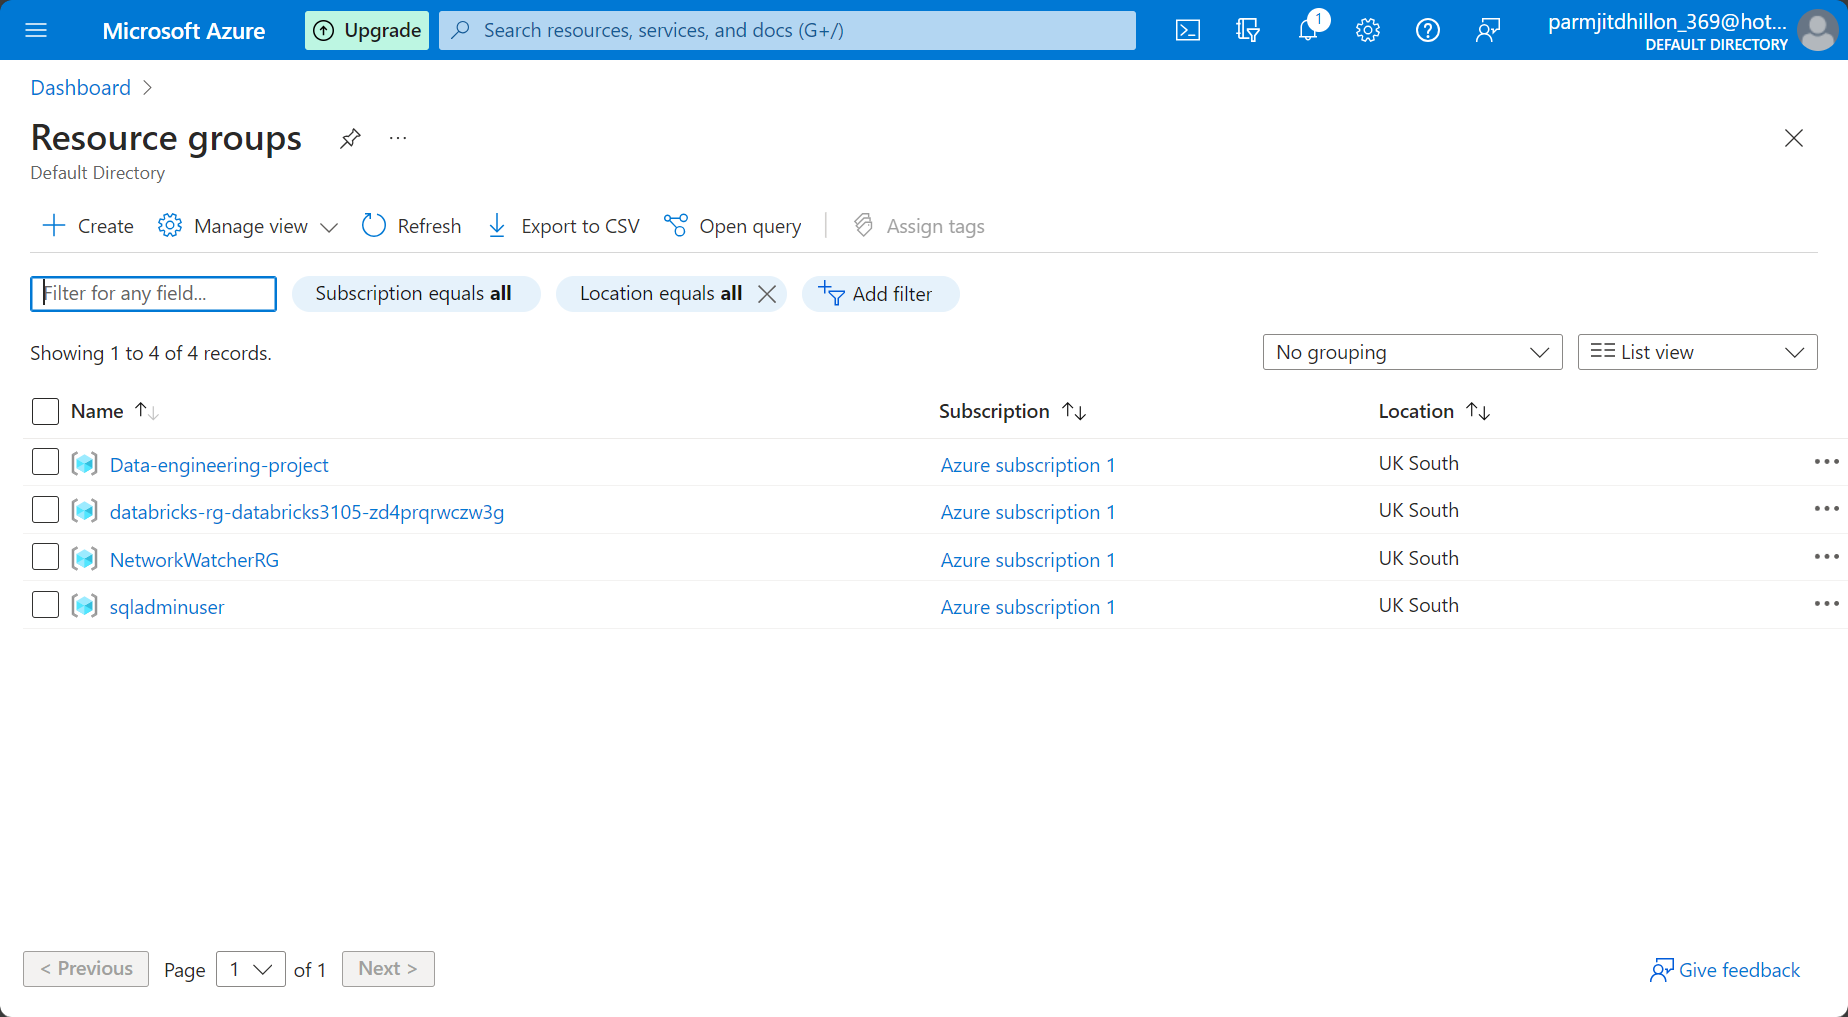 Microsoft Azure Upgrade Search resources, services, and docs (G+/) 1 parmjitdhillon_369@hot...
DEFAULT DIRECTORY
Dashboard >
Resource groups ...
Default Directory
Create Manage view Refresh Export to CSV Open query Assign tags
Filter for any field... Subscription equals all Location equals all Add filter
Showing 1 to 4 of 4 records. No grouping List view
Name Subscription Location
Data-engineering-project Azure subscription 1 UK South
databricks-rg-databricks3105-zd4prqrwczw3g Azure subscription 1 UK South
NetworkWatcherRG Azure subscription 1 UK South
sqladminuser Azure subscription 1 UK South
< Previous Page 1 of 1 Next > Give feedback